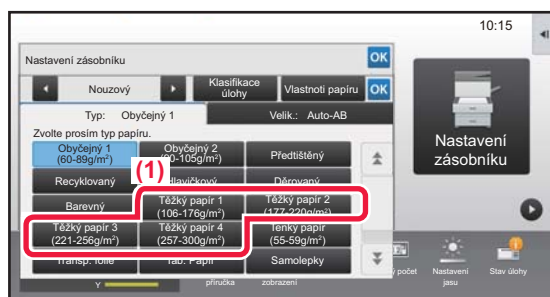 10:15
Nastavení zásobníku
OK
Nouzový
Klasifikace
úlohy
Vlastnoti papíru
OK
Typ: Obyčejný 1
Velik.: Auto-AB
Zvolte prosím typ papíru.
Obyčejný 1
(60-89g/m²)
Obyčejný 2
-105g/m²)
Předtištěný
Nastavení
zásobníku
(1)
Recyklovaný
Hlavičkový
Děrovaný
Barevný
Těžký papír 1
(106-176g/m²)
Těžký papír 2
(177-220g/m²)
Těžký papír 3
(221-256g/m²)
Těžký papír 4
(257-300g/m²)
Tenký papír
(55-59g/m²)
Transp. fólie
Tab. Papír
Samolepky
Y
příručka
zobrazení
počet
Nastavení
jasu
Stav úlohy